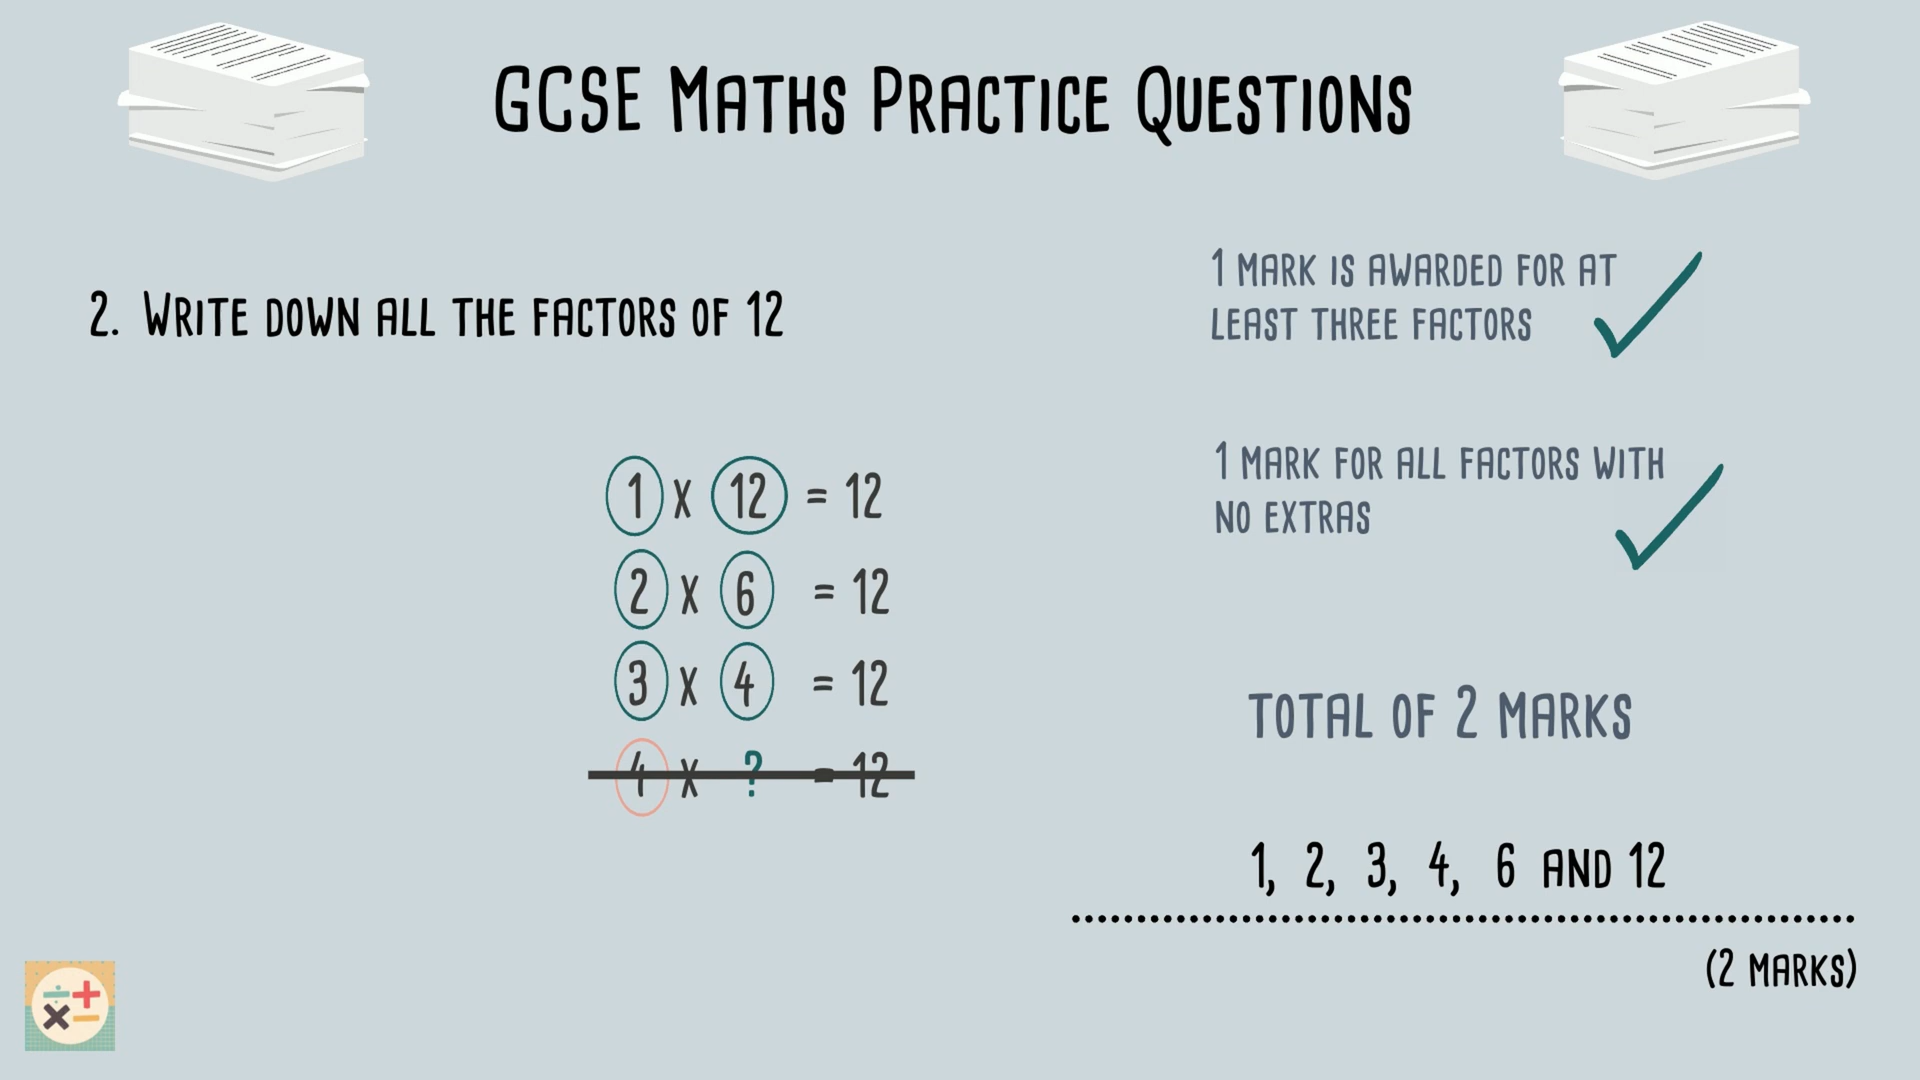 GCSE Maths Practice Questions
2. Write down all the factors of 12
1 mark is awarded for at
least three factors
1 mark for all factors with
no extras
1 x 12 = 12
2 x 6 = 12
3 x 4 = 12
4 x ? = 12
Total of 2 marks
1, 2, 3, 4, 6 and 12
(2 marks)